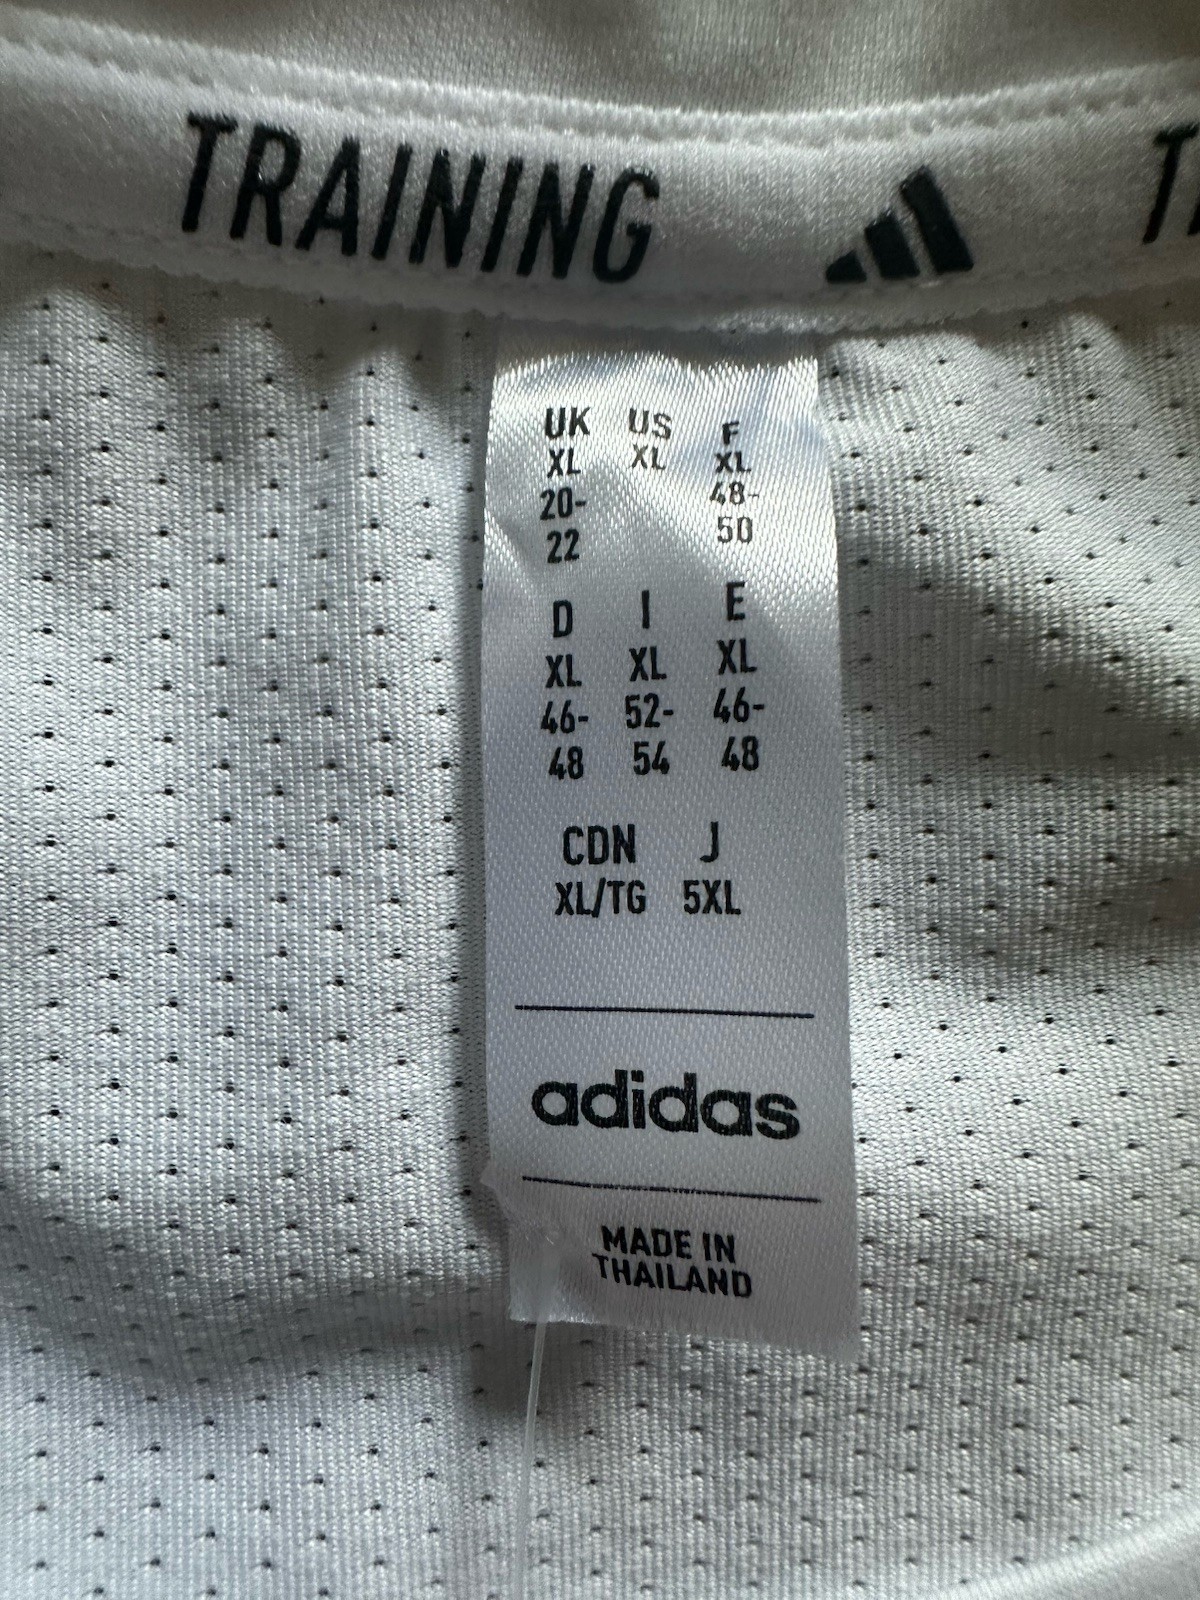 TRAINING T
UK US F
XL XL XL
20- 48-
22 50
D I E
XL XL XL
46- 52- 46-
48 54 48
CDN J
XL/TG 5XL
adidas
MADE IN
THAILAND